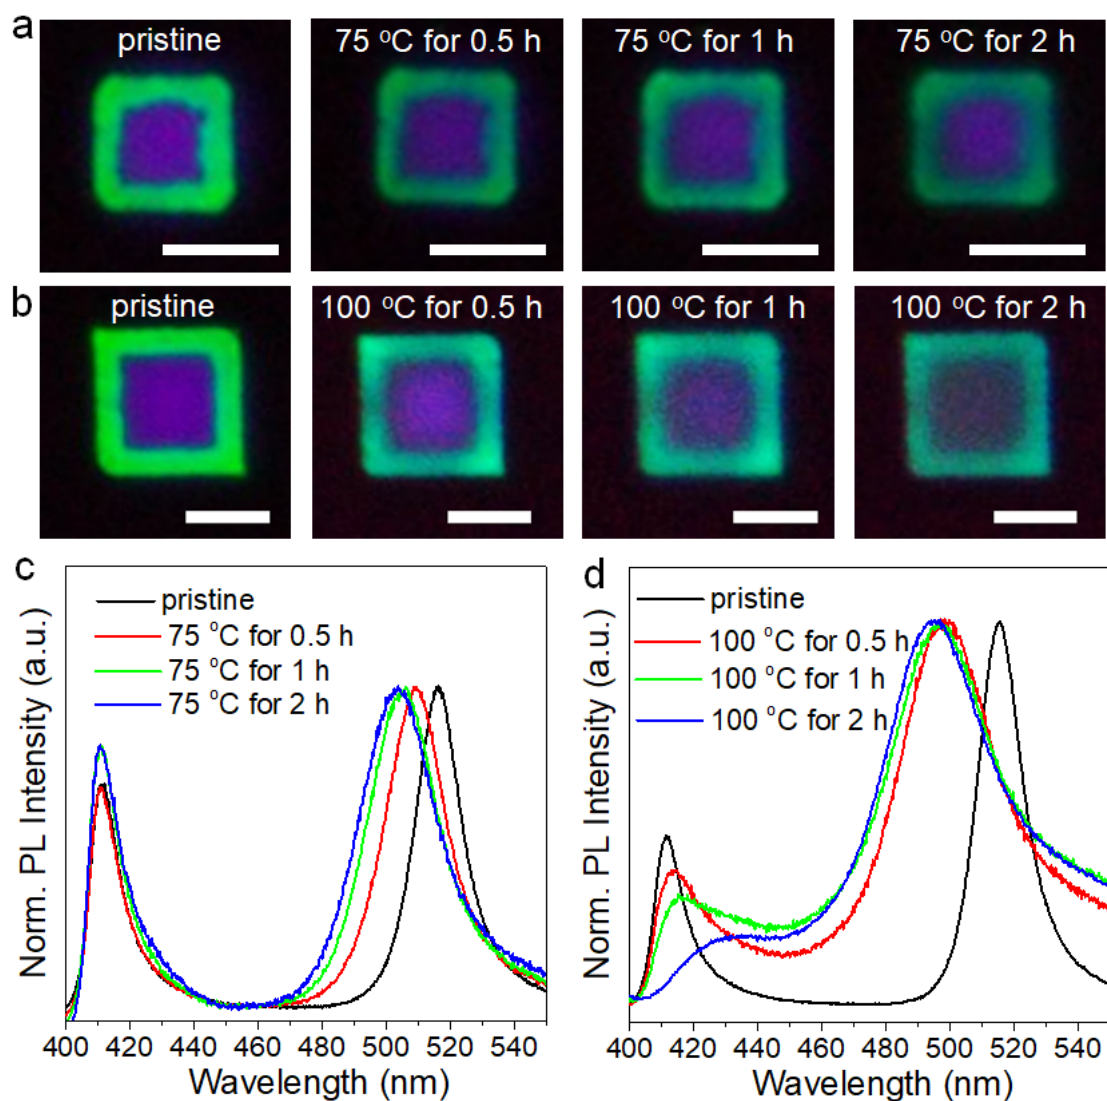 a
pristine
75 °C for 0.5 h
75 °C for 1 h
75 °C for 2 h
b
pristine
100 °C for 0.5 h
100 °C for 1 h
100 °C for 2 h
c
pristine
75 °C for 0.5 h
75 °C for 1 h
75 °C for 2 h
Norm. PL Intensity (a.u.)
400 420 440 460 480 500 520 540
Wavelength (nm)
d
pristine
100 °C for 0.5 h
100 °C for 1 h
100 °C for 2 h
Norm. PL Intensity (a.u.)
400 420 440 460 480 500 520 540
Wavelength (nm)